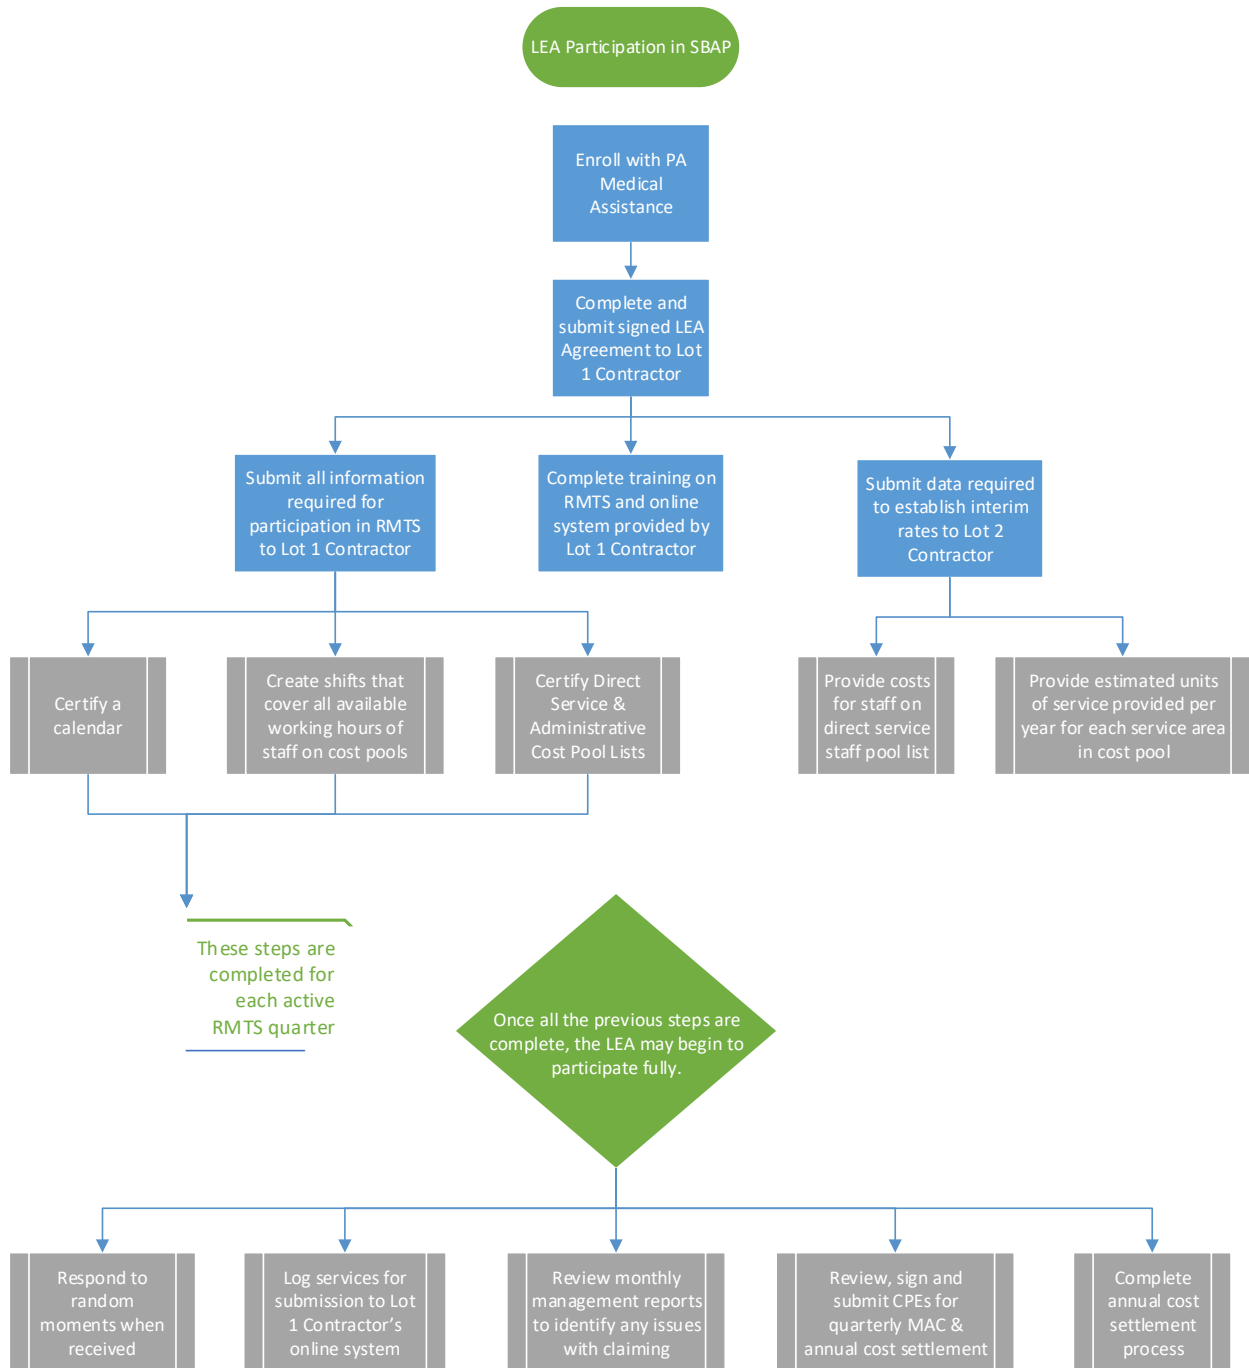 LEA Participation in SBAP
Enroll with PA
Medical
Assistance
Complete and
submit signed LEA
Agreement to Lot
1 Contractor
Submit all information
required for
participation in RMTS
to Lot 1 Contractor
Complete training on
RMTS and online
system provided by
Lot 1 Contractor
Submit data required
to establish interim
rates to Lot 2
Contractor
Certify a
calendar
Create shifts that
cover all available
working hours of
staff on cost pools
Certify Direct
Service &
Administrative
Cost Pool Lists
Provide costs
for staff on
direct service
staff pool list
Provide estimated units
of service provided per
year for each service area
in cost pool
These steps are
completed for
each active
RMTS quarter
Once all the previous steps are
complete, the LEA may begin to
participate fully.
Respond to
random
moments when
received
Log services for
submission to Lot
1 Contractor’s
online system
Review monthly
management reports
to identify any issues
with claiming
Review, sign and
submit CPEs for
quarterly MAC &
annual cost settlement
Complete
annual cost
settlement
process